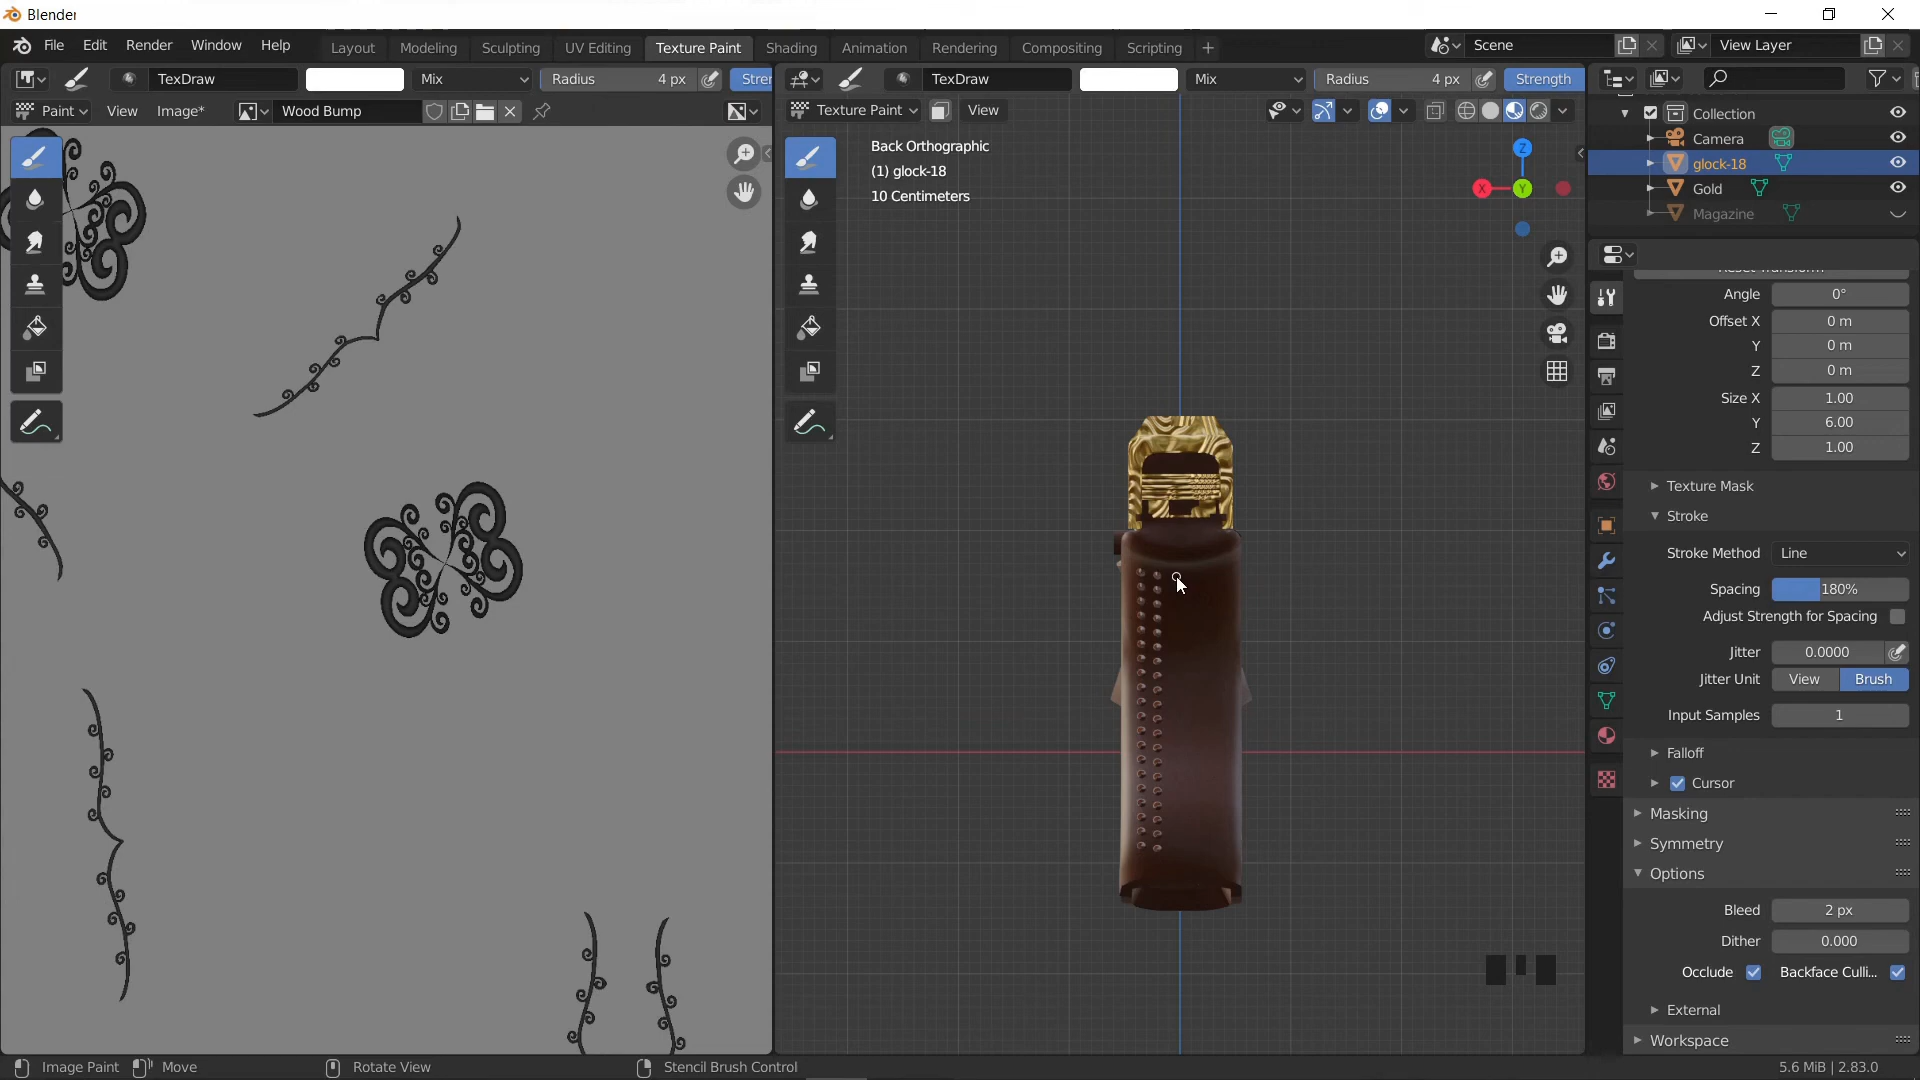 Blender
File Edit Render Window Help Layout Modeling Sculpting UV Editing Texture Paint Shading Animation Rendering Compositing Scripting + Scene View Layer
TexDraw Mix Radius 4 px TexDraw Mix Radius 4 px Strength
Paint View Image* Wood Bump Texture Paint View
Collection
Camera
glock-18
Gold
Magazine
Back Orthographic
(1) glock-18
10 Centimeters
Z
X
Y
Reset Transform
Angle 0°
Offset X 0 m
Y 0 m
Z 0 m
Size X 1.00
Y 6.00
Z 1.00
Texture Mask
Stroke
Stroke Method Line
Spacing 180%
Adjust Strength for Spacing
Jitter 0.0000
Jitter Unit View Brush
Input Samples 1
Falloff
Cursor
Masking
Symmetry
Options
Bleed 2 px
Dither 0.000
Occlude Backface Culli...
External
Workspace
Image Paint Move Rotate View Stencil Brush Control 5.6 MiB | 2.83.0